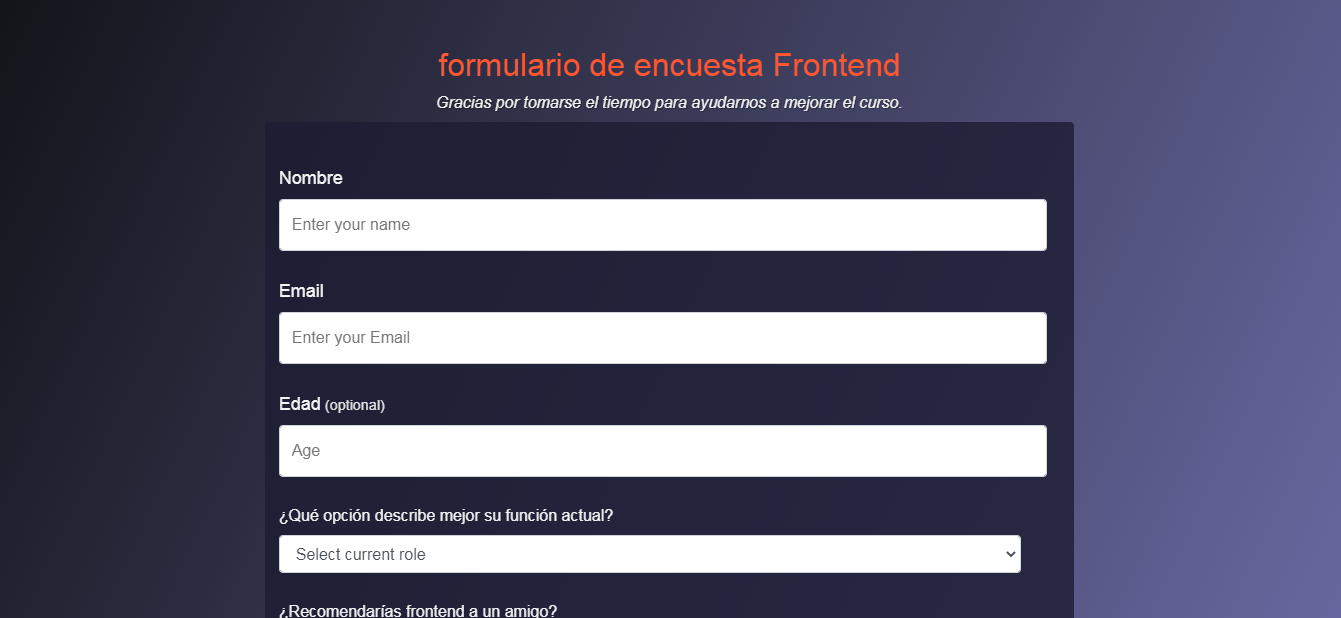 formulario de encuesta Frontend
Gracias por tomarse el tiempo para ayudarnos a mejorar el curso.
Nombre
Enter your name
Email
Enter your Email
Edad (optional)
Age
¿Qué opción describe mejor su función actual?
Select current role
¿Recomendarías frontend a un amigo?